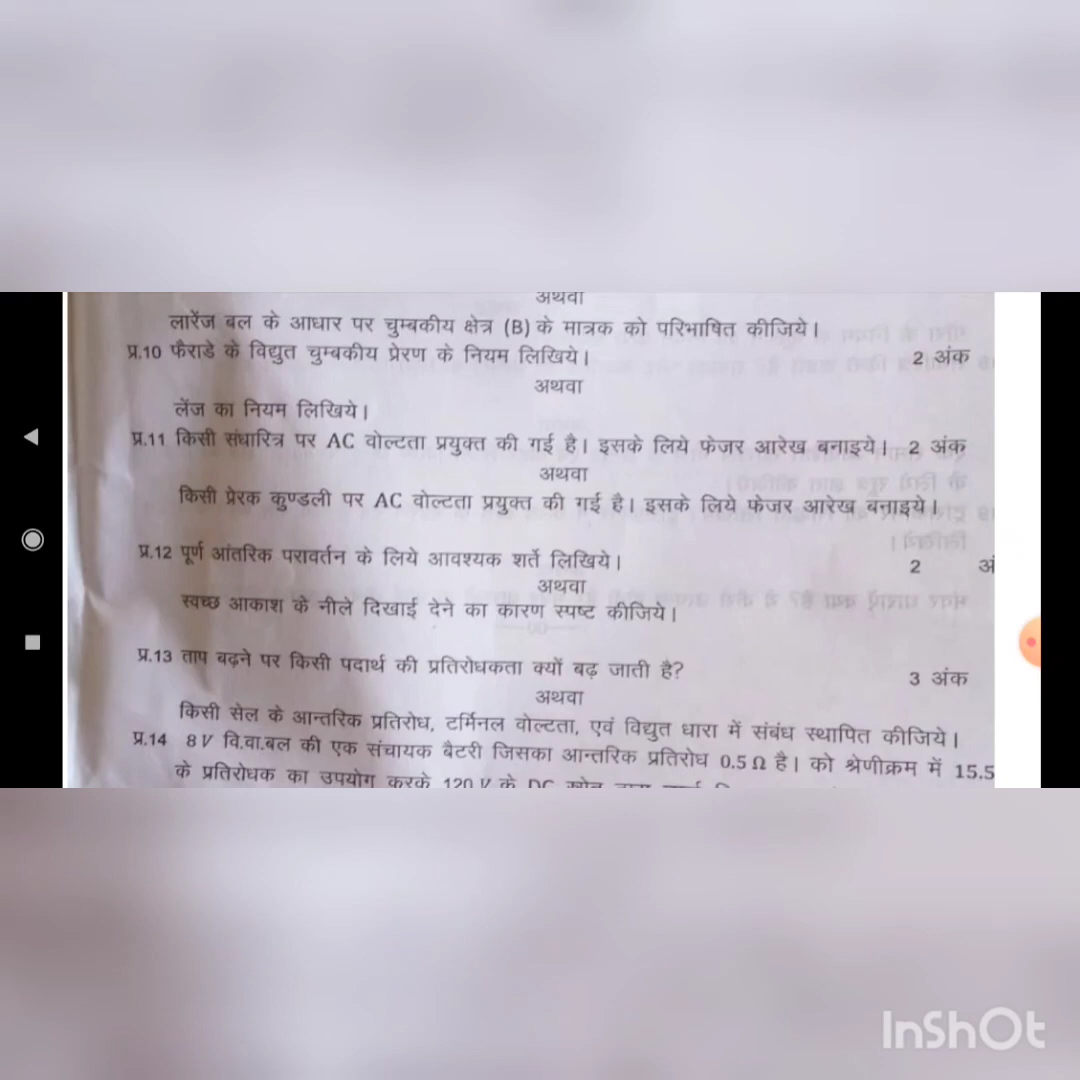 अथवा
लारेंज बल के आधार पर चुम्बकीय क्षेत्र (B) के मात्रक को परिभाषित कीजिये।
प्र.10 फैराडे के विद्युत चुम्बकीय प्रेरण के नियम लिखिये। 2 अंक
अथवा
लेंज का नियम लिखिये।
प्र.11 किसी संधारित्र पर AC वोल्टता प्रयुक्त की गई है। इसके लिये फेजर आरेख बनाइये। 2 अंक
अथवा
किसी प्रेरक कुण्डली पर AC वोल्टता प्रयुक्त की गई है। इसके लिये फेजर आरेख बनाइये।
प्र.12 पूर्ण आंतरिक परावर्तन के लिये आवश्यक शर्ते लिखिये। 2 अं
अथवा
स्वच्छ आकाश के नीले दिखाई देने का कारण स्पष्ट कीजिये।
प्र.13 ताप बढ़ने पर किसी पदार्थ की प्रतिरोधकता क्यों बढ़ जाती है? 3 अंक
अथवा
किसी सेल के आन्तरिक प्रतिरोध, टर्मिनल वोल्टता, एवं विद्युत धारा में संबंध स्थापित कीजिये।
प्र.14 8 V वि.वा.बल की एक संचायक बैटरी जिसका आन्तरिक प्रतिरोध 0.5 Ω है। को श्रेणीक्रम में 15.5
के प्रतिरोधक का उपयोग करके 120 V के DC
InShOt